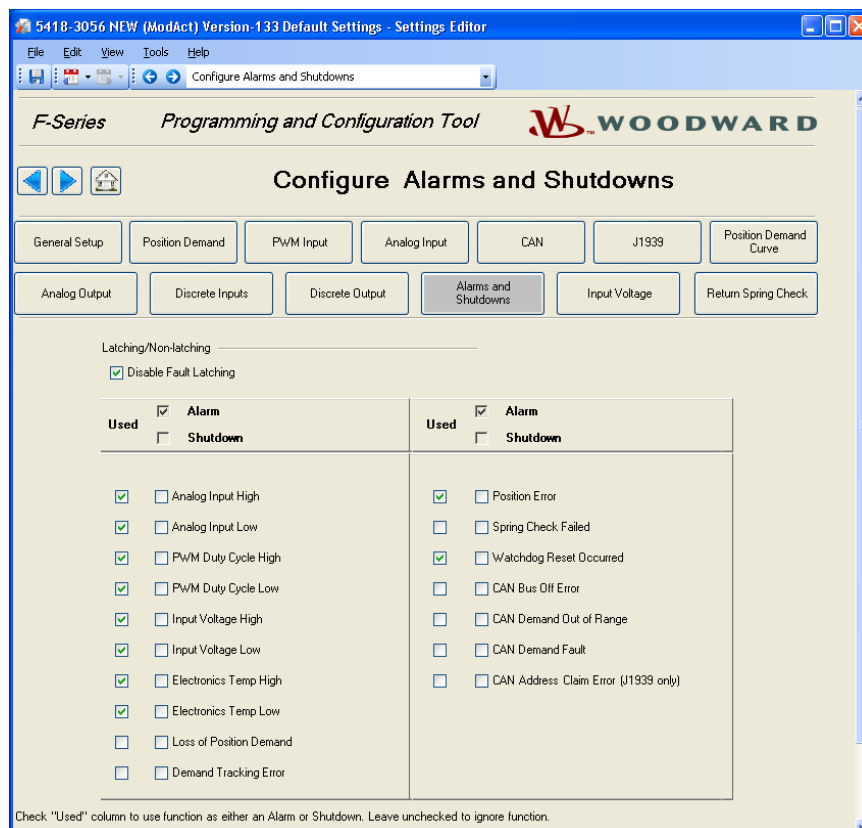 5418-3056 NEW (ModAct) Version-133 Default Settings - Settings Editor
File Edit View Tools Help
Configure Alarms and Shutdowns
F-Series Programming and Configuration Tool WOODWARD
Configure Alarms and Shutdowns
General Setup Position Demand PWM Input Analog Input CAN J1939 Position Demand Curve
Analog Output Discrete Inputs Discrete Output Alarms and Shutdowns Input Voltage Return Spring Check
Latching/Non-latching
Disable Fault Latching
Used Alarm Shutdown
Used Alarm Shutdown
Analog Input High
Analog Input Low
PWM Duty Cycle High
PWM Duty Cycle Low
Input Voltage High
Input Voltage Low
Electronics Temp High
Electronics Temp Low
Loss of Position Demand
Demand Tracking Error
Position Error
Spring Check Failed
Watchdog Reset Occurred
CAN Bus Off Error
CAN Demand Out of Range
CAN Demand Fault
CAN Address Claim Error (J1939 only)
Check "Used" column to use function as either an Alarm or Shutdown. Leave unchecked to ignore function.